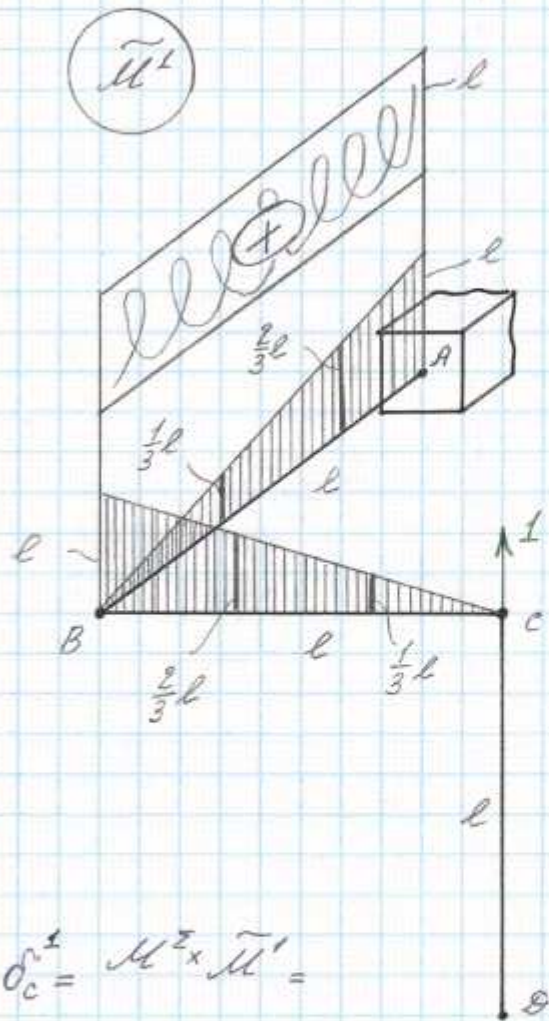 M̃¹
l
+
l
2/3 l
A
1/3 l
l
l
1
B
C
2/3 l
l
1/3 l
l
δ_c¹ = M^Σ × M̃¹ =
D